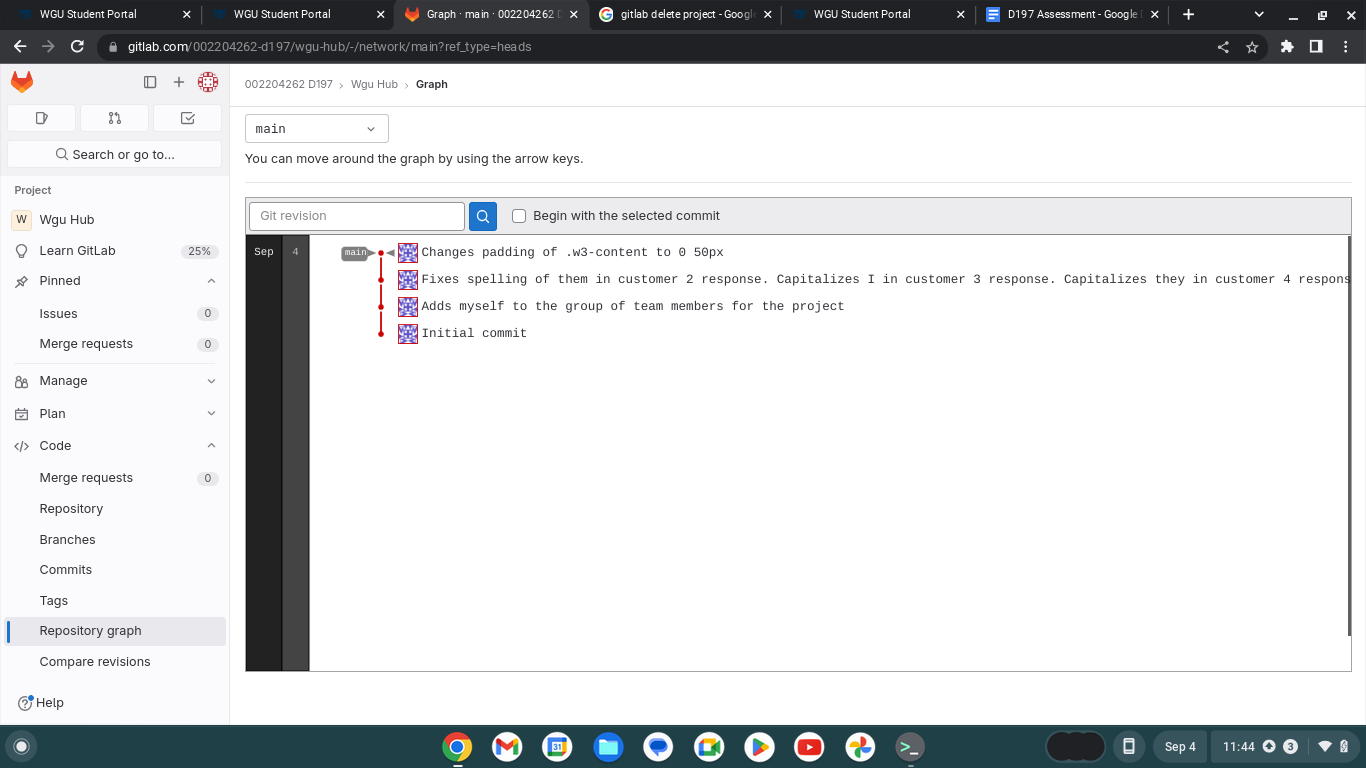 WGU Student Portal
WGU Student Portal
Graph · main · 002204262 D
gitlab delete project - Google
WGU Student Portal
D197 Assessment - Google D
gitlab.com/002204262-d197/wgu-hub/-/network/main?ref_type=heads
Search or go to...
Project
W Wgu Hub
Learn GitLab 25%
Pinned
Issues 0
Merge requests 0
Manage
Plan
Code
Merge requests 0
Repository
Branches
Commits
Tags
Repository graph
Compare revisions
Help
002204262 D197 › Wgu Hub › Graph
main
You can move around the graph by using the arrow keys.
Git revision
Begin with the selected commit
Sep 4 main Changes padding of .w3-content to 0 50px
Fixes spelling of them in customer 2 response. Capitalizes I in customer 3 response. Capitalizes they in customer 4 respons
Adds myself to the group of team members for the project
Initial commit
31
Sep 4
11:44
3